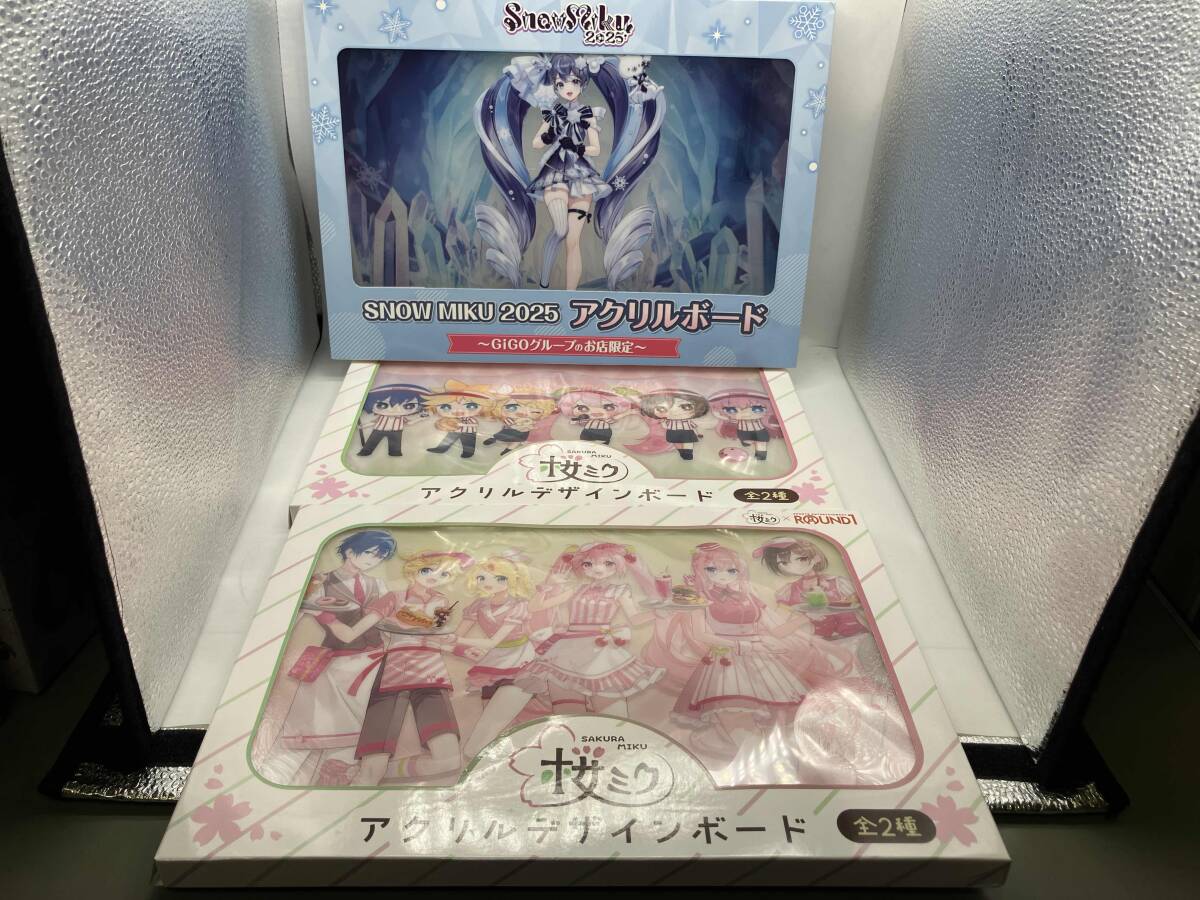 SnowMiku
2025
SNOW MIKU 2025 アクリルボード
～GiGOグループのお店限定～
SAKURA
MIKU
桜ミク
アクリルデザインボード 全2種
桜ミク × ROUND1
SAKURA
MIKU
桜ミク
アクリルデザインボード 全2種